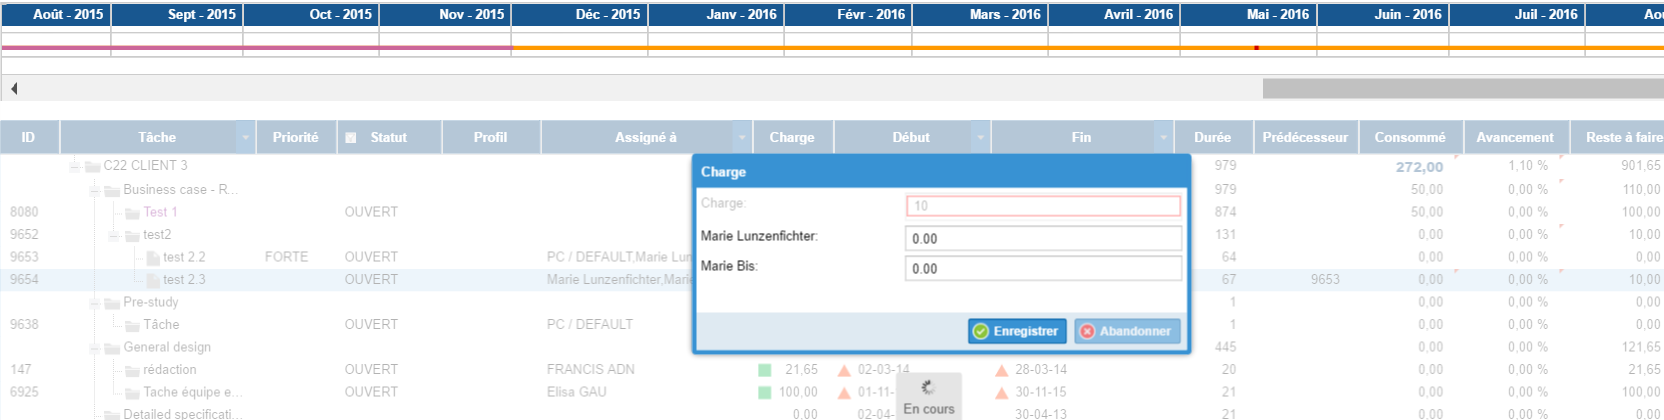 Août - 2015 Sept - 2015 Oct - 2015 Nov - 2015 Déc - 2015 Janv - 2016 Févr - 2016 Mars - 2016 Avril - 2016 Mai - 2016 Juin - 2016 Juil - 2016 Aoû
ID Tâche Priorité Statut Profil Assigné à Charge Début Fin Durée Prédécesseur Consommé Avancement Reste à faire
C22 CLIENT 3 979 272,00 1,10 % 901,65
Business case - R... 979 50,00 0,00 % 110,00
8080 Test 1 OUVERT 874 50,00 0,00 % 100,00
9652 test2 131 0,00 0,00 % 10,00
9653 test 2.2 FORTE OUVERT PC / DEFAULT,Marie Lun 64 0,00 0,00 % 0,00
9654 test 2.3 OUVERT Marie Lunzenfichter,Marie 67 9653 0,00 0,00 % 10,00
Pre-study 1 0,00 0,00 % 0,00
9638 Tâche OUVERT PC / DEFAULT 1 0,00 0,00 % 0,00
General design 445 0,00 0,00 % 121,65
147 rédaction OUVERT FRANCIS ADN 21,65 02-03-14 28-03-14 20 0,00 0,00 % 21,65
6925 Tache équipe e... OUVERT Elisa GAU 100,00 01-11- 30-11-15 21 0,00 0,00 % 100,00
Detailed specificati... 0.00 02-04- 30-04-13 21 0,00 0,00 % 0,00
Charge
Charge: 10
Marie Lunzenfichter: 0.00
Marie Bis: 0.00
Enregistrer Abandonner
En cours